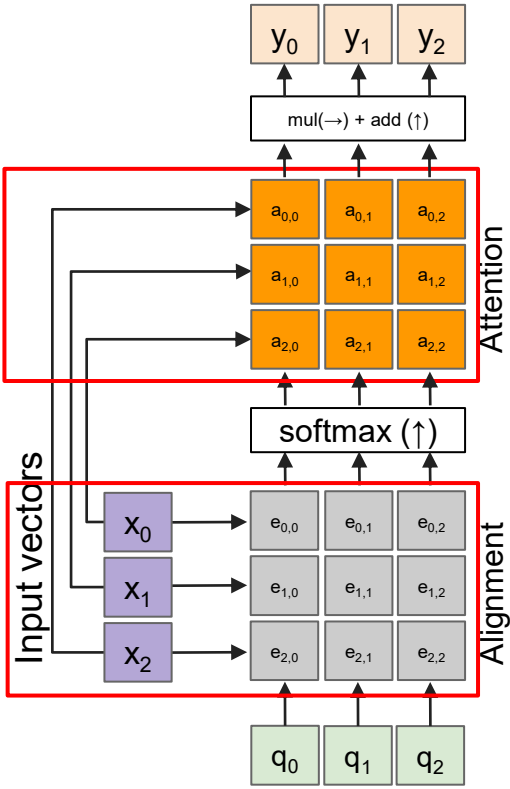 y₀ y₁ y₂
mul(→) + add (↑)
a₀,₀ a₀,₁ a₀,₂
a₁,₀ a₁,₁ a₁,₂
a₂,₀ a₂,₁ a₂,₂
Attention
softmax (↑)
Input vectors
x₀ e₀,₀ e₀,₁ e₀,₂
x₁ e₁,₀ e₁,₁ e₁,₂
x₂ e₂,₀ e₂,₁ e₂,₂
Alignment
q₀ q₁ q₂